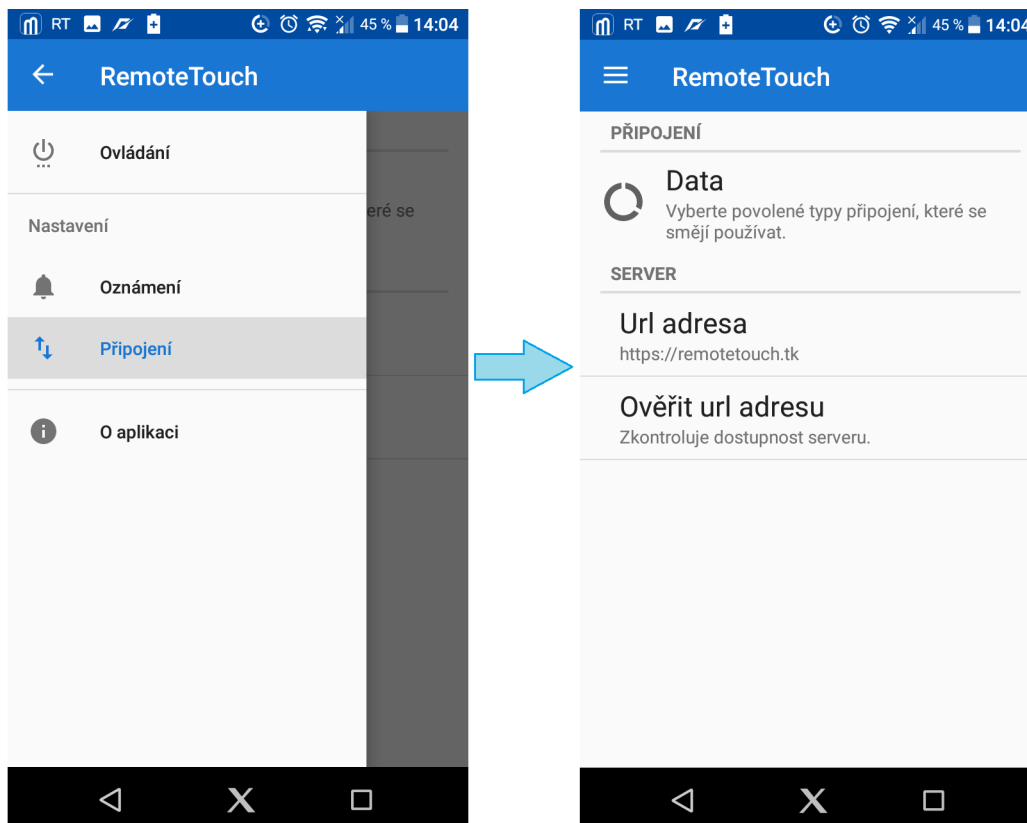 RT 45 % 14:04
RemoteTouch
Ovládání
eré se
Nastavení
Oznámení
Připojení
O aplikaci
RT 45 % 14:04
RemoteTouch
PŘIPOJENÍ
Data
Vyberte povolené typy připojení, které se
smějí používat.
SERVER
Url adresa
https://remotetouch.tk
Ověřit url adresu
Zkontroluje dostupnost serveru.